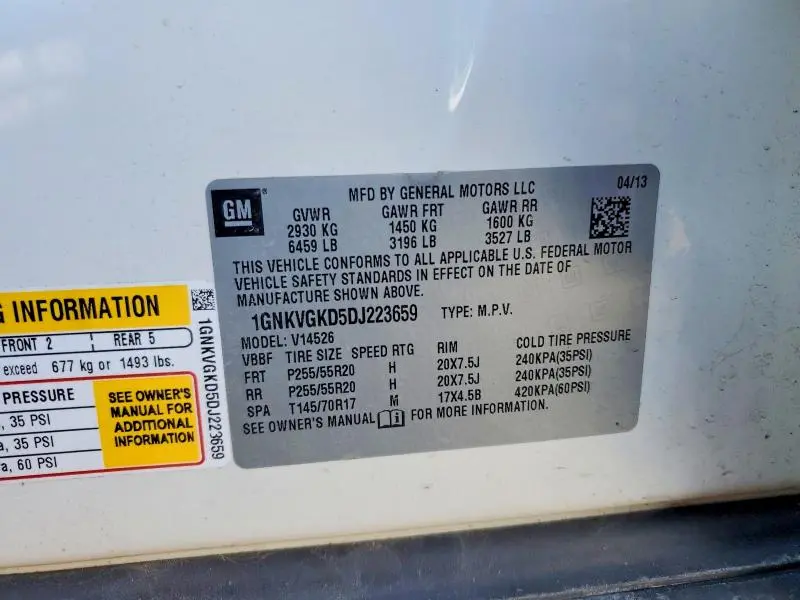 GM
MFD BY GENERAL MOTORS LLC
04/13
GVWR GAWR FRT GAWR RR
2930 KG 1450 KG 1600 KG
6459 LB 3196 LB 3527 LB
THIS VEHICLE CONFORMS TO ALL APPLICABLE U.S. FEDERAL MOTOR
VEHICLE SAFETY STANDARDS IN EFFECT ON THE DATE OF
MANUFACTURE SHOWN ABOVE.
1GNKVGKD5DJ223659 TYPE: M.P.V.
MODEL: V14526
VBBF TIRE SIZE SPEED RTG RIM COLD TIRE PRESSURE
FRT P255/55R20 H 20X7.5J 240KPA(35PSI)
RR P255/55R20 H 20X7.5J 240KPA(35PSI)
SPA T145/70R17 M 17X4.5B 420KPA(60PSI)
SEE OWNER'S MANUAL FOR MORE INFORMATION.
G INFORMATION
FRONT 2 REAR 5
exceed 677 kg or 1493 lbs.
PRESSURE
, 35 PSI
a, 35 PSI
a, 60 PSI
SEE OWNER'S
MANUAL FOR
ADDITIONAL
INFORMATION
1GNKVGKD5DJ223659